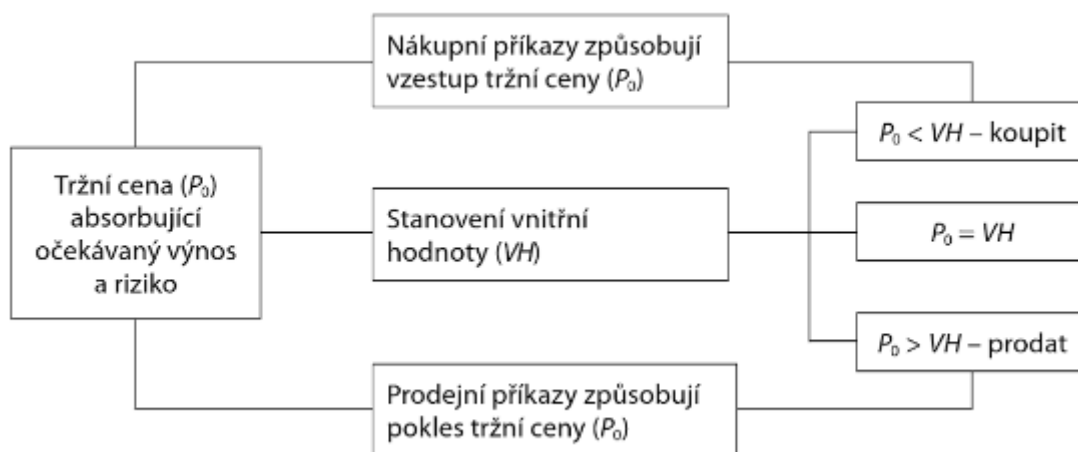 Nákupní příkazy způsobují
vzestup tržní ceny (P₀)
P₀ < VH – koupit
Tržní cena (P₀)
absorbující
očekávaný výnos
a riziko
Stanovení vnitřní
hodnoty (VH)
P₀ = VH
P₀ > VH – prodat
Prodejní příkazy způsobují
pokles tržní ceny (P₀)